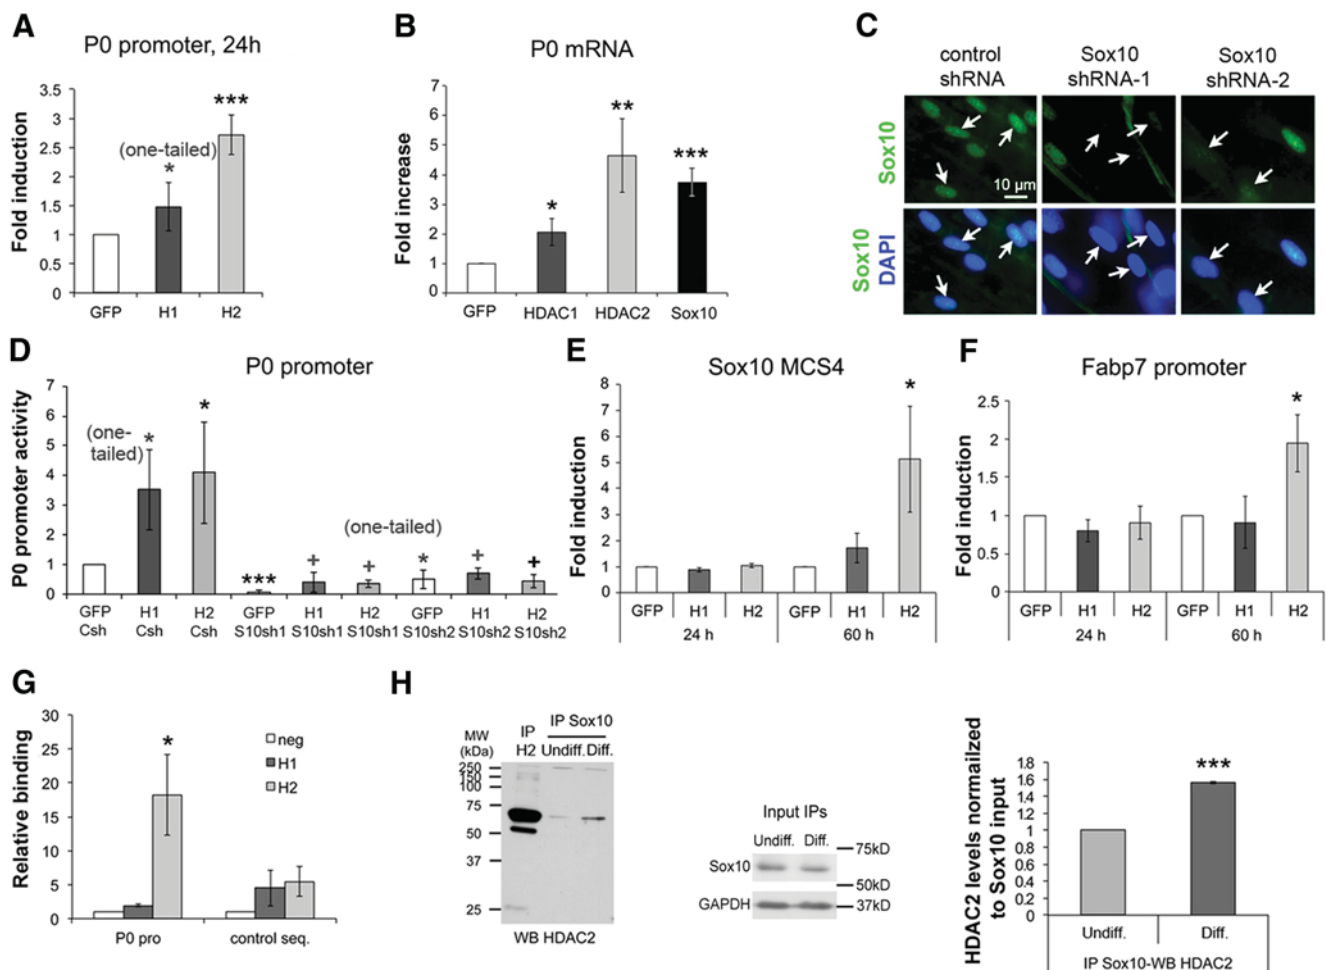 A
P0 promoter, 24h
Fold induction
3.5
3
2.5
2
1.5
1
0.5
0
(one-tailed)
*
***
GFP H1 H2
B
P0 mRNA
Fold increase
7
6
5
4
3
2
1
0
*
**
***
GFP HDAC1 HDAC2 Sox10
C
control shRNA
Sox10 shRNA-1
Sox10 shRNA-2
Sox10
10 µm
Sox10
DAPI
D
P0 promoter
P0 promoter activity
7
6
5
4
3
2
1
0
(one-
tailed)
*
*
***
+
+
(one-tailed)
*
+
+
GFP H1 H2 GFP H1 H2 GFP H1 H2
Csh Csh Csh S10sh1 S10sh1 S10sh1 S10sh2 S10sh2 S10sh2
E
Sox10 MCS4
Fold induction
8
7
6
5
4
3
2
1
0
*
GFP H1 H2 GFP H1 H2
24 h 60 h
F
Fabp7 promoter
Fold induction
2.5
2
1.5
1
0.5
0
*
GFP H1 H2 GFP H1 H2
24 h 60 h
G
Relative binding
30
25
20
15
10
5
0
*
neg
H1
H2
P0 pro control seq.
H
MW
(kDa)
IP
H2
IP Sox10
Undiff. Diff.
250
150
100
75
50
37
25
WB HDAC2
Input IPs
Undiff. Diff.
Sox10
GAPDH
75kD
50kD
37kD
HDAC2 levels normailzed
to Sox10 input
1.8
1.6
1.4
1.2
1
0.8
0.6
0.4
0.2
0
***
Undiff. Diff.
IP Sox10-WB HDAC2